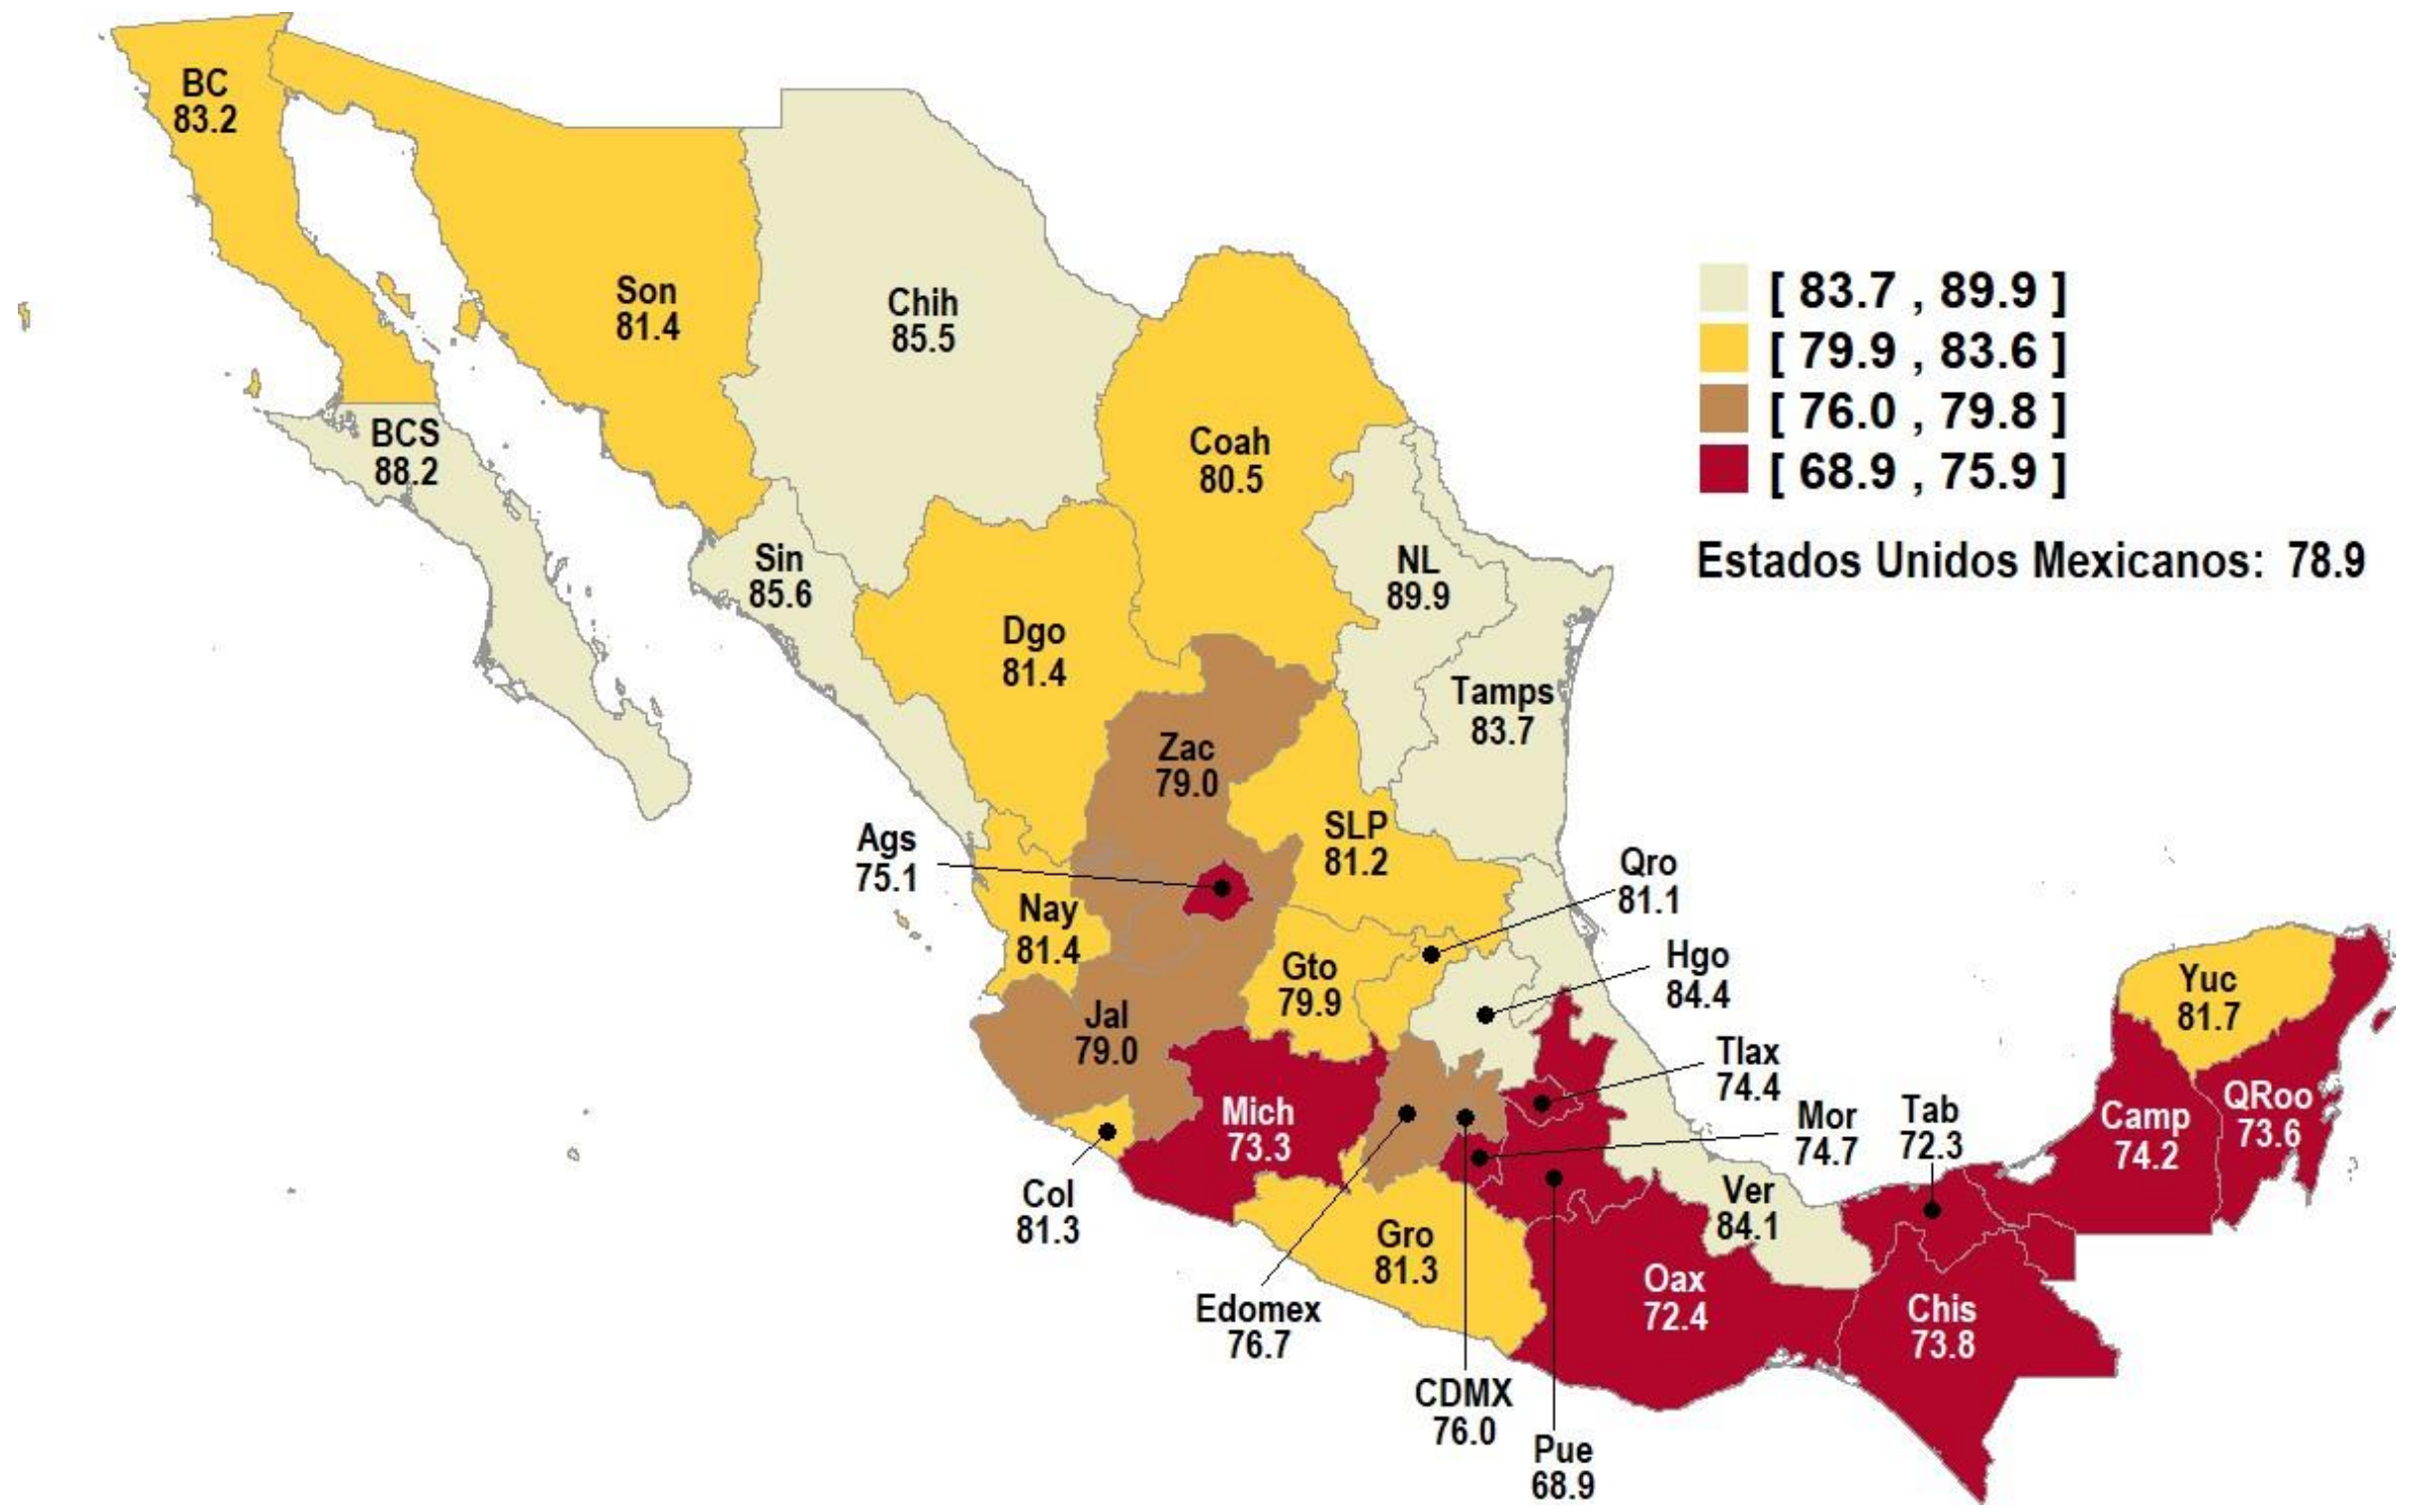 BC
83.2
Son
81.4
Chih
85.5
BCS
88.2
Coah
80.5
[ 83.7 , 89.9 ]
[ 79.9 , 83.6 ]
[ 76.0 , 79.8 ]
[ 68.9 , 75.9 ]
Estados Unidos Mexicanos: 78.9
Sin
85.6
NL
89.9
Dgo
81.4
Tamps
83.7
Zac
79.0
Ags
75.1
SLP
81.2
Qro
81.1
Nay
81.4
Gto
79.9
Hgo
84.4
Yuc
81.7
Jal
79.0
Tlax
74.4
Mich
73.3
Mor
74.7
Tab
72.3
Camp
74.2
QRoo
73.6
Col
81.3
Ver
84.1
Gro
81.3
Oax
72.4
Chis
73.8
Edomex
76.7
CDMX
76.0
Pue
68.9